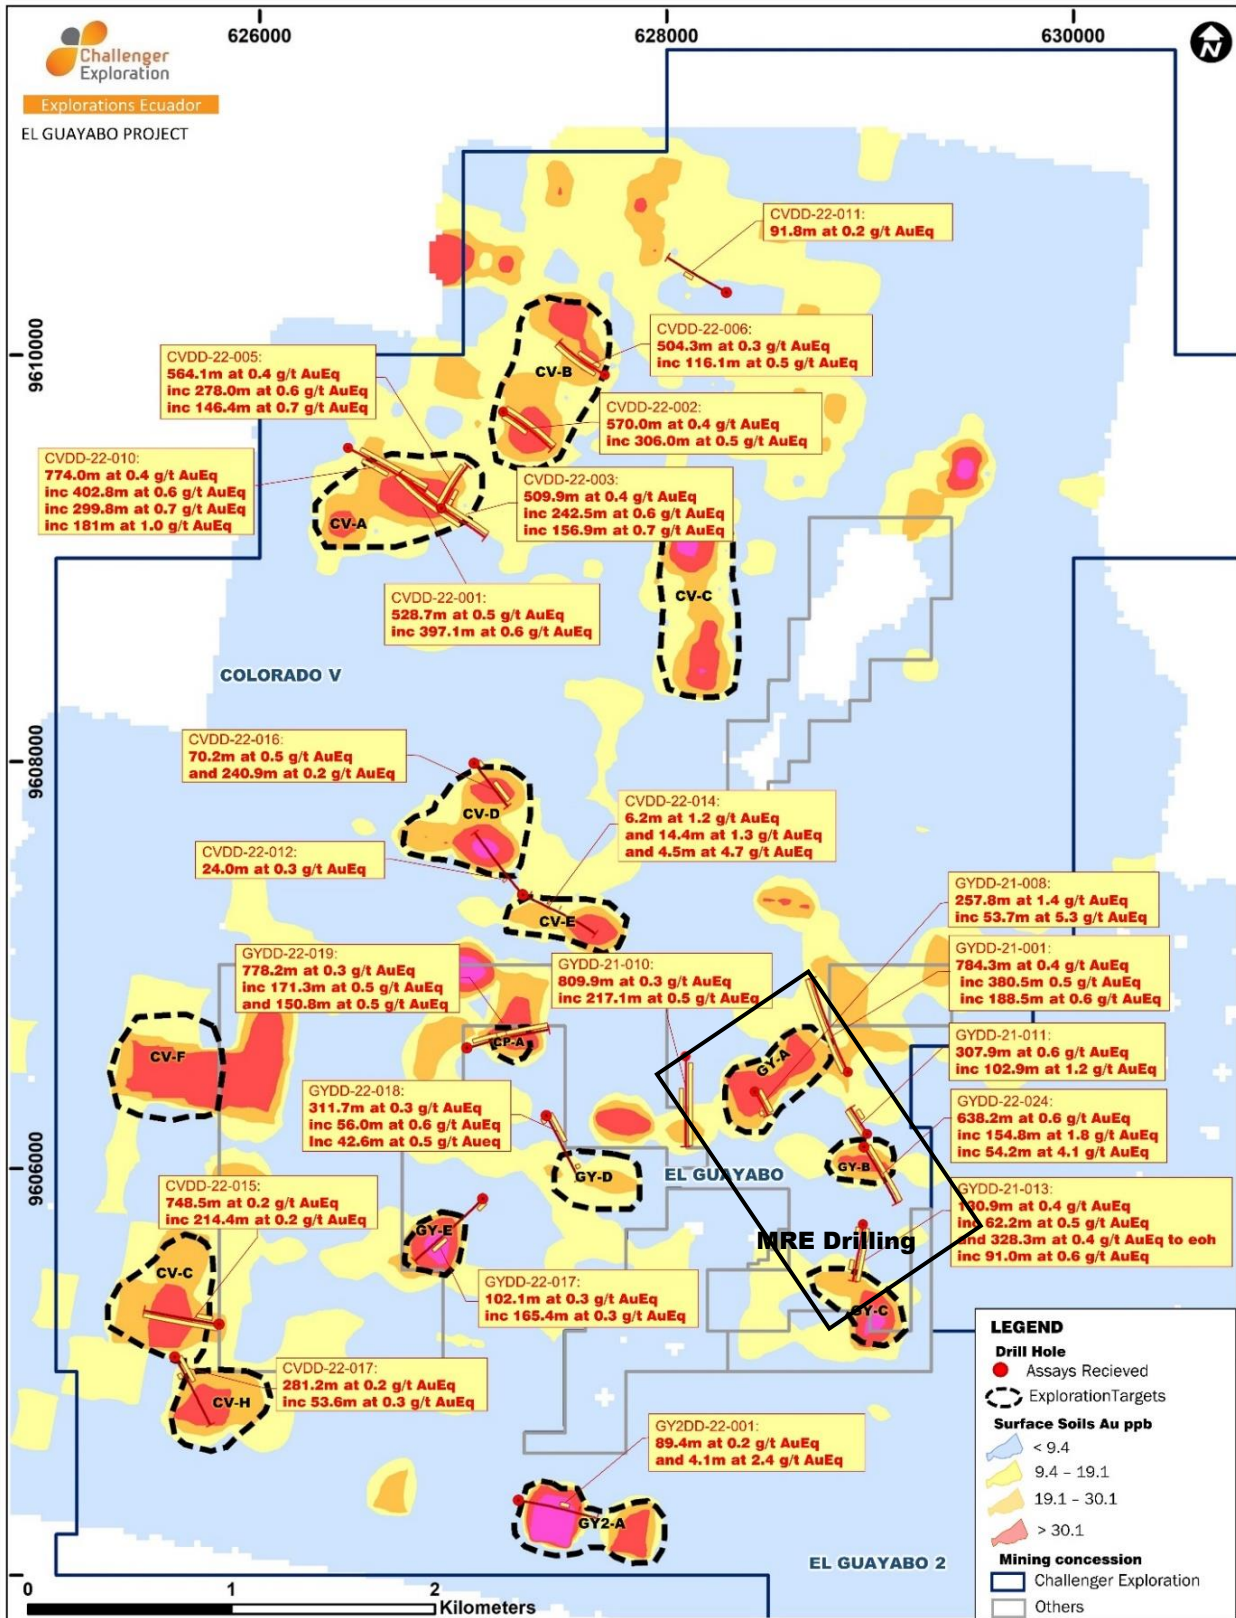 626000
628000
630000
N
Challenger
Exploration
Explorations Ecuador
EL GUAYABO PROJECT
CVDD-22-011:
91.8m at 0.2 g/t AuEq
9610000
CVDD-22-006:
504.3m at 0.3 g/t AuEq
inc 116.1m at 0.5 g/t AuEq
CVDD-22-005:
564.1m at 0.4 g/t AuEq
inc 278.0m at 0.6 g/t AuEq
inc 146.4m at 0.7 g/t AuEq
CV-B
CVDD-22-002:
570.0m at 0.4 g/t AuEq
inc 306.0m at 0.5 g/t AuEq
CVDD-22-010:
774.0m at 0.4 g/t AuEq
inc 402.8m at 0.6 g/t AuEq
inc 299.8m at 0.7 g/t AuEq
inc 181m at 1.0 g/t AuEq
CVDD-22-003:
509.9m at 0.4 g/t AuEq
inc 242.5m at 0.6 g/t AuEq
inc 156.9m at 0.7 g/t AuEq
CV-A
CVDD-22-001:
528.7m at 0.5 g/t AuEq
inc 397.1m at 0.6 g/t AuEq
CV-C
COLORADO V
9608000
CVDD-22-016:
70.2m at 0.5 g/t AuEq
and 240.9m at 0.2 g/t AuEq
CV-D
CVDD-22-014:
6.2m at 1.2 g/t AuEq
and 14.4m at 1.3 g/t AuEq
and 4.5m at 4.7 g/t AuEq
CVDD-22-012:
24.0m at 0.3 g/t AuEq
CV-E
GYDD-21-008:
257.8m at 1.4 g/t AuEq
inc 53.7m at 5.3 g/t AuEq
GYDD-22-019:
778.2m at 0.3 g/t AuEq
inc 171.3m at 0.5 g/t AuEq
and 150.8m at 0.5 g/t AuEq
GYDD-21-010:
809.9m at 0.3 g/t AuEq
inc 217.1m at 0.5 g/t AuEq
GYDD-21-001:
784.3m at 0.4 g/t AuEq
inc 380.5m at 0.5 g/t AuEq
inc 188.5m at 0.6 g/t AuEq
CV-F
CP-A
GY-A
GYDD-21-011:
307.9m at 0.6 g/t AuEq
inc 102.9m at 1.2 g/t AuEq
GYDD-22-018:
311.7m at 0.3 g/t AuEq
inc 56.0m at 0.6 g/t AuEq
Inc 42.6m at 0.5 g/t Aueq
GYDD-22-024:
638.2m at 0.6 g/t AuEq
inc 154.8m at 1.8 g/t AuEq
inc 54.2m at 4.1 g/t AuEq
9606000
GY-D
EL GUAYABO
GY-B
CVDD-22-015:
748.5m at 0.2 g/t AuEq
inc 214.4m at 0.2 g/t AuEq
GYDD-21-013:
130.9m at 0.4 g/t AuEq
inc 62.2m at 0.5 g/t AuEq
and 328.3m at 0.4 g/t AuEq to eoh
inc 91.0m at 0.6 g/t AuEq
GY-E
MRE Drilling
CV-C
GYDD-22-017:
102.1m at 0.3 g/t AuEq
inc 165.4m at 0.3 g/t AuEq
GY-C
CVDD-22-017:
281.2m at 0.2 g/t AuEq
inc 53.6m at 0.3 g/t AuEq
CV-H
GY2DD-22-001:
89.4m at 0.2 g/t AuEq
and 4.1m at 2.4 g/t AuEq
GY2-A
EL GUAYABO 2
LEGEND
Drill Hole
Assays Recieved
ExplorationTargets
Surface Soils Au ppb
< 9.4
9.4 – 19.1
19.1 – 30.1
> 30.1
Mining concession
Challenger Exploration
Others
0
1
2
Kilometers